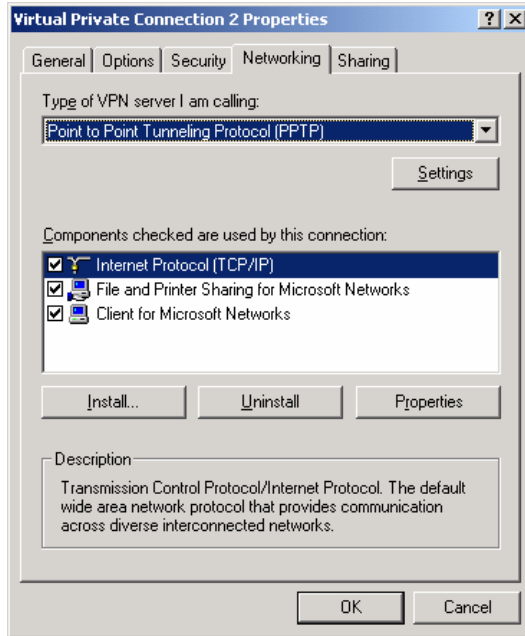 Virtual Private Connection 2 Properties
General Options Security Networking Sharing
Type of VPN server I am calling:
Point to Point Tunneling Protocol (PPTP)
Settings
Components checked are used by this connection:
Internet Protocol (TCP/IP)
File and Printer Sharing for Microsoft Networks
Client for Microsoft Networks
Install... Uninstall Properties
Description
Transmission Control Protocol/Internet Protocol. The default
wide area network protocol that provides communication
across diverse interconnected networks.
OK Cancel